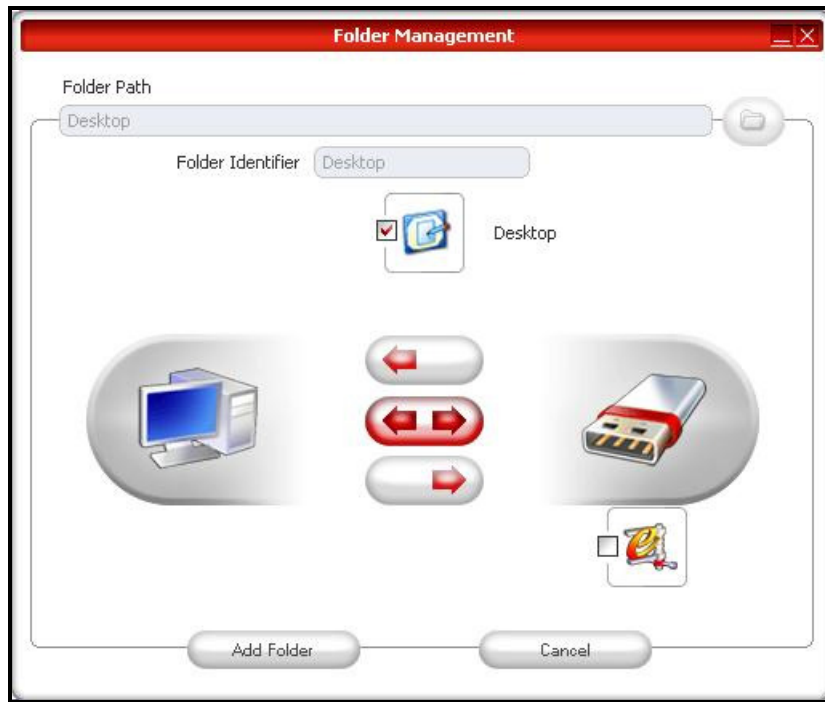 Folder Management
Folder Path
Desktop
Folder Identifier Desktop
Desktop
Add Folder Cancel